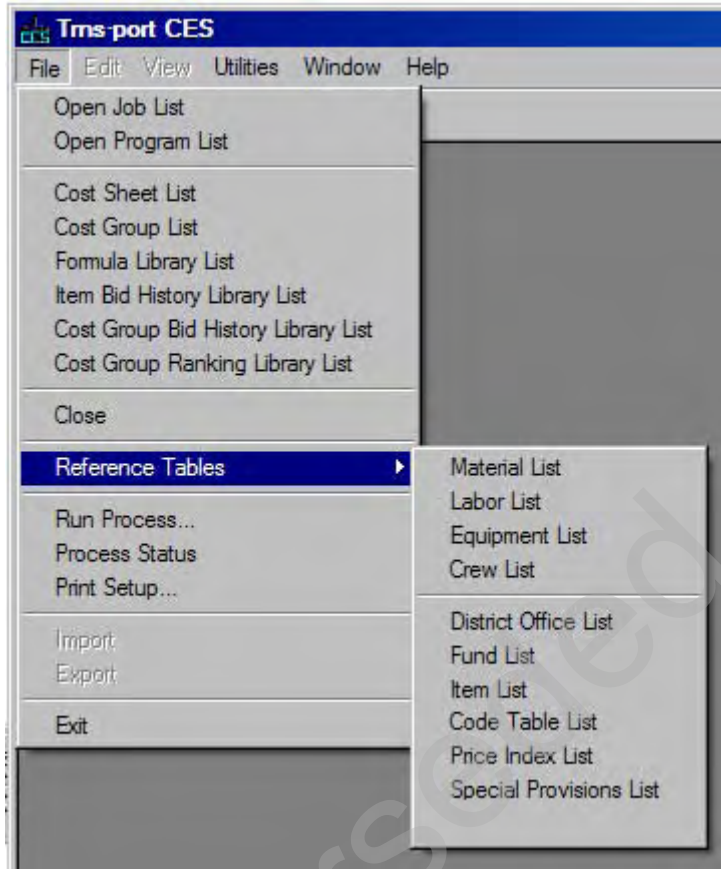 CES Trns-port CES
File Edit View Utilities Window Help
Open Job List
Open Program List
Cost Sheet List
Cost Group List
Formula Library List
Item Bid History Library List
Cost Group Bid History Library List
Cost Group Ranking Library List
Close
Reference Tables
Run Process...
Process Status
Print Setup...
Import
Export
Exit
Material List
Labor List
Equipment List
Crew List
District Office List
Fund List
Item List
Code Table List
Price Index List
Special Provisions List